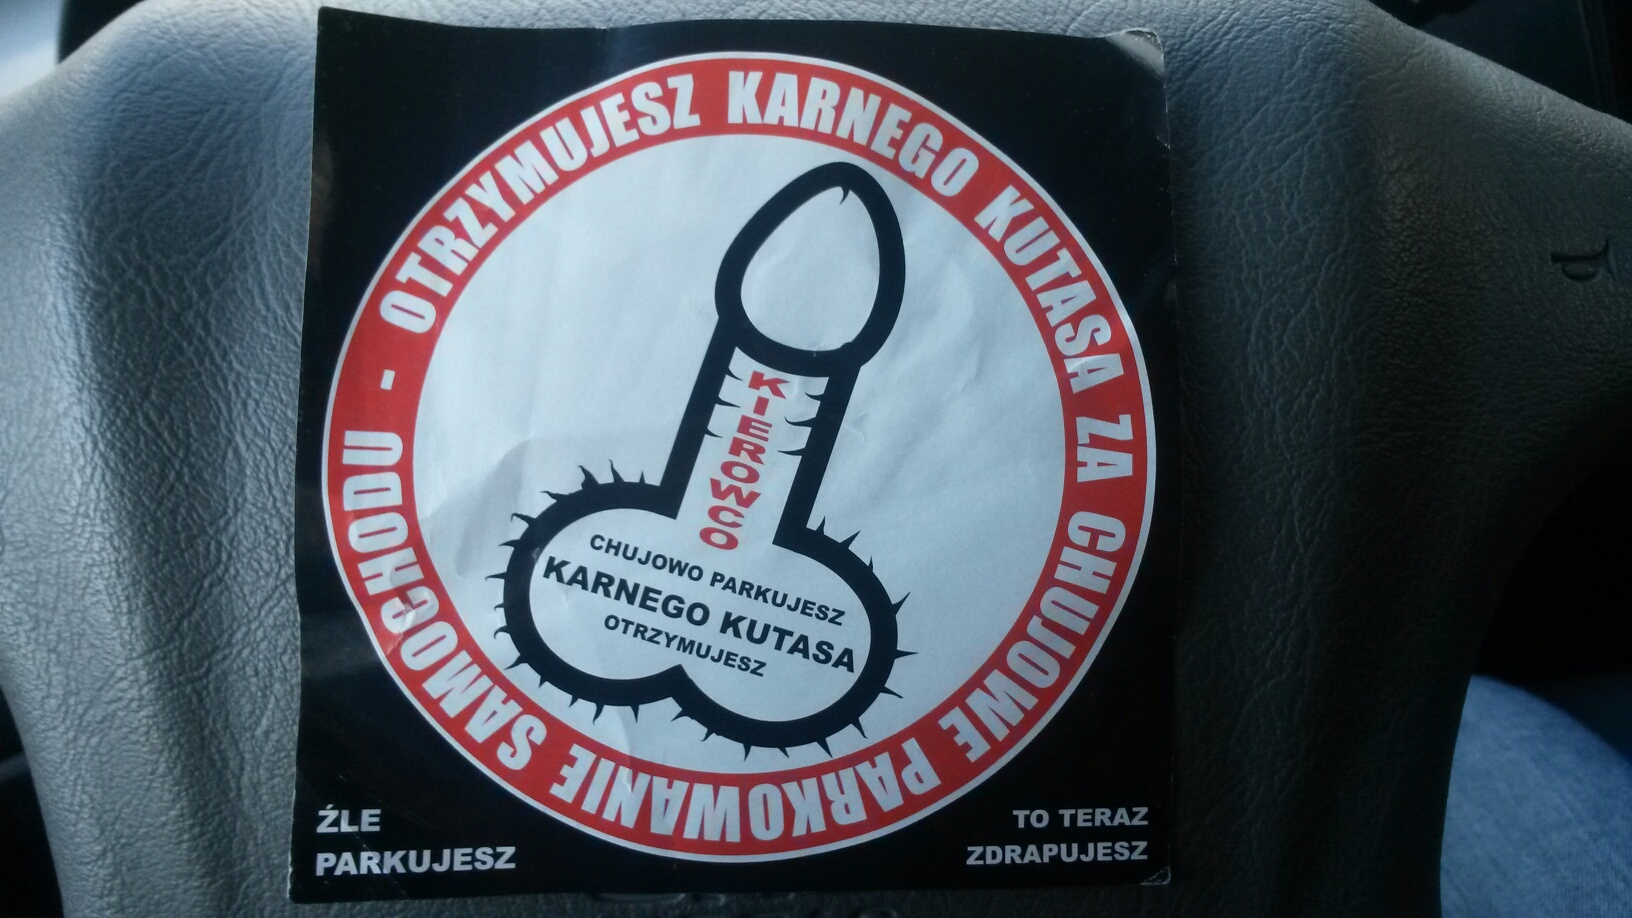 OTRZYMUJESZ KARNEGO KUTASA ZA CHUJOWE PARKOWANIE SAMOCHODU -
KIEROWCO
CHUJOWO PARKUJESZ
KARNEGO KUTASA
OTRZYMUJESZ
ŹLE
PARKUJESZ
TO TERAZ
ZDRAPUJESZ